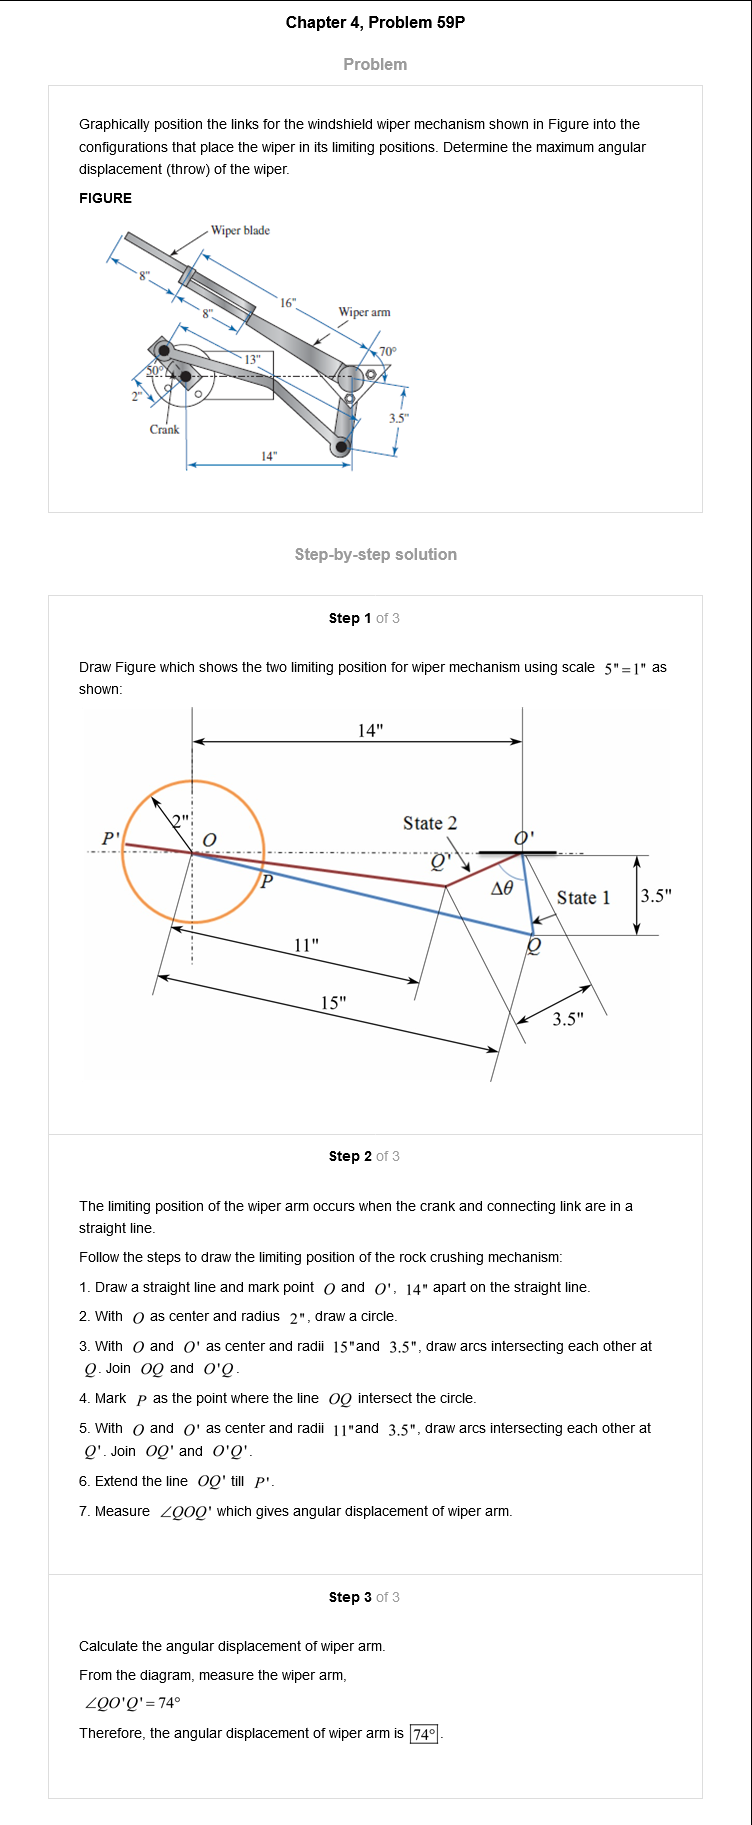 Chapter 4, Problem 59P
Problem
Graphically position the links for the windshield wiper mechanism shown in Figure into the
configurations that place the wiper in its limiting positions. Determine the maximum angular
displacement (throw) of the wiper.
FIGURE
Wiper blade
8"
8"
16"
Wiper arm
70°
13"
50°
2"
3.5"
Crank
14"
Step-by-step solution
Step 1 of 3
Draw Figure which shows the two limiting position for wiper mechanism using scale 5"=1" as
shown:
14"
2"
State 2
P'
O
O'
Q'
P
Δθ
State 1
3.5"
11"
Q
15"
3.5"
Step 2 of 3
The limiting position of the wiper arm occurs when the crank and connecting link are in a
straight line.
Follow the steps to draw the limiting position of the rock crushing mechanism:
1. Draw a straight line and mark point O and O', 14" apart on the straight line.
2. With O as center and radius 2", draw a circle.
3. With O and O' as center and radii 15"and 3.5", draw arcs intersecting each other at
Q. Join OQ and O'Q.
4. Mark P as the point where the line OQ intersect the circle.
5. With O and O' as center and radii 11"and 3.5", draw arcs intersecting each other at
Q'. Join OQ' and O'Q'.
6. Extend the line OQ' till P'.
7. Measure ∠QOQ' which gives angular displacement of wiper arm.
Step 3 of 3
Calculate the angular displacement of wiper arm.
From the diagram, measure the wiper arm,
∠QO'Q'=74°
Therefore, the angular displacement of wiper arm is 74°.